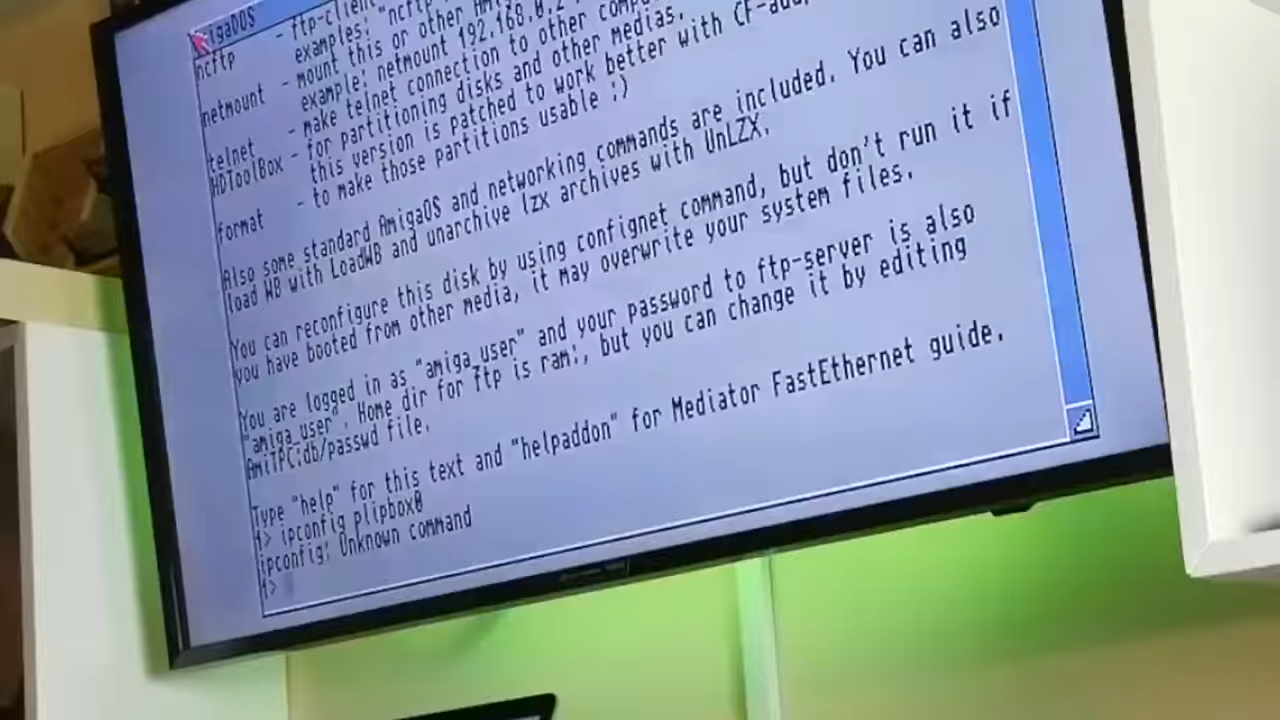 AmigaDOS
ncftp - ftp-client
examples: "ncftp
netmount - mount this or other
example: netmount 192.168.0.2
telnet - make telnet connection to other
HDToolBox - for partitioning disks and other medias.
this version is patched to work better with
format - to make those partitions usable ;)
Also some standard AmigaOS and networking commands are included. You can also
load WB with LoadWB and unarchive lzx archives with UnLZX.
You can reconfigure this disk by using confignet command, but don't run it if
you have booted from other media, it may overwrite your system files.
You are logged in as "amiga_user" and your password to ftp-server is also
"amiga_user". Home dir for ftp is ram:, but you can change it by editing
AmiTPC:db/passwd file.
Type "help" for this text and "helpaddon" for Mediator FastEthernet guide.
1> ipconfig plipbox0
ipconfig: Unknown command
1>